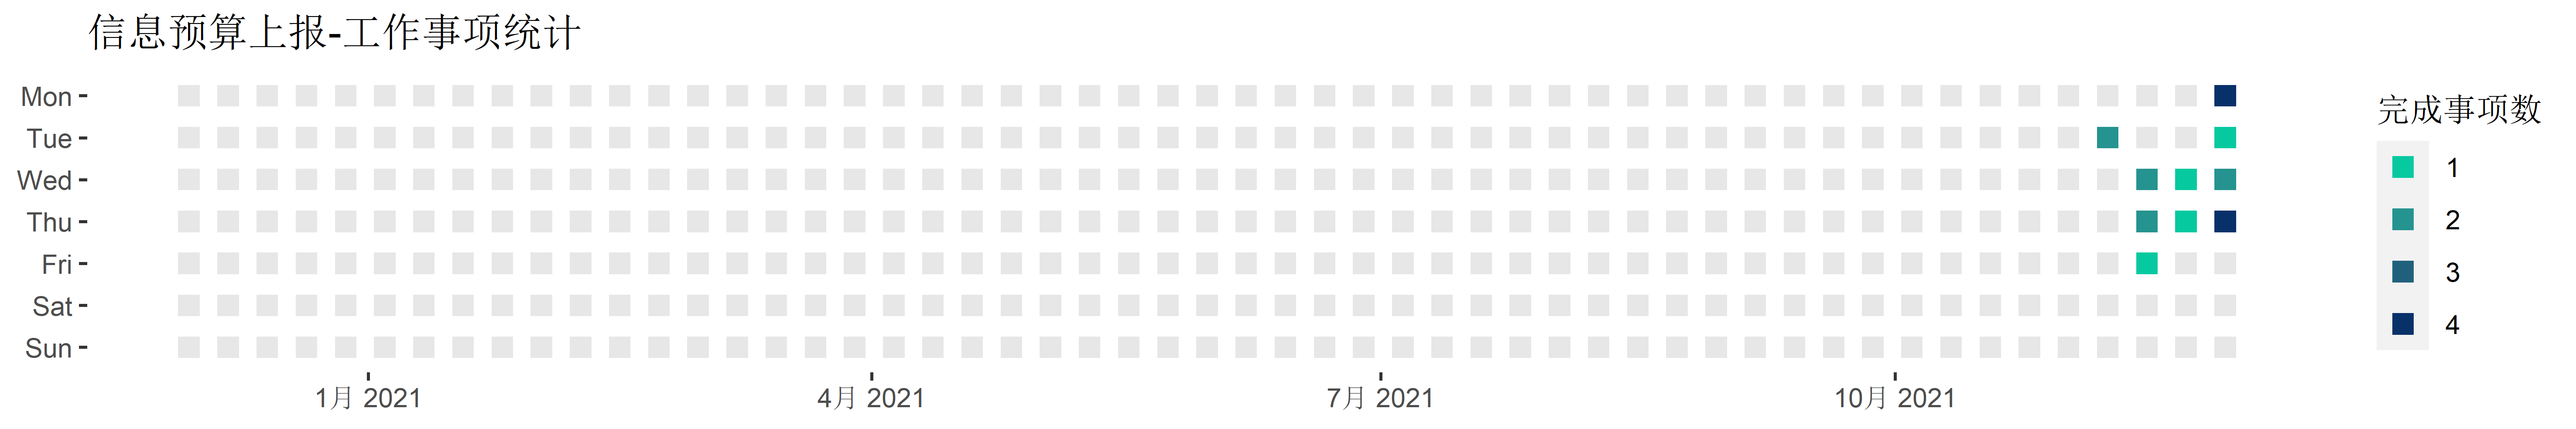 信息预算上报-工作事项统计
Mon
Tue
Wed
Thu
Fri
Sat
Sun
1月 2021
4月 2021
7月 2021
10月 2021
完成事项数
1
2
3
4